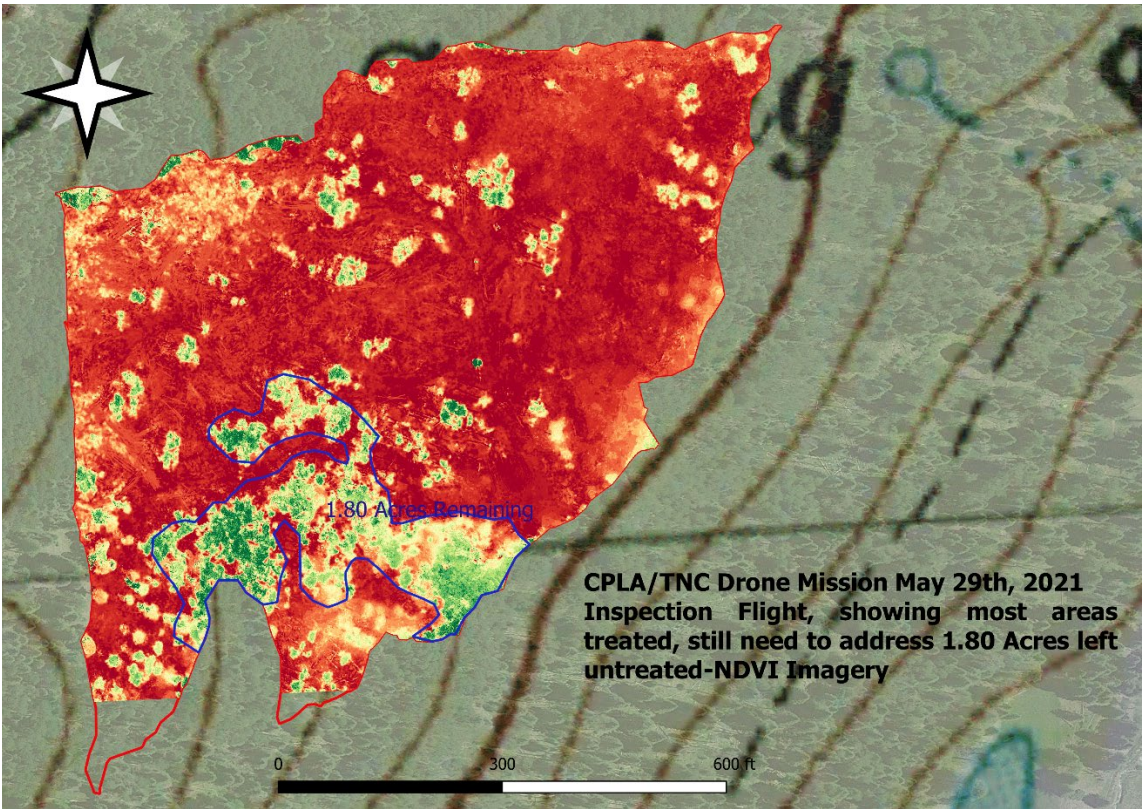 g
1.80 Acres Remaining
CPLA/TNC Drone Mission May 29th, 2021
Inspection Flight, showing most areas
treated, still need to address 1.80 Acres left
untreated-NDVI Imagery
0 300 600 ft